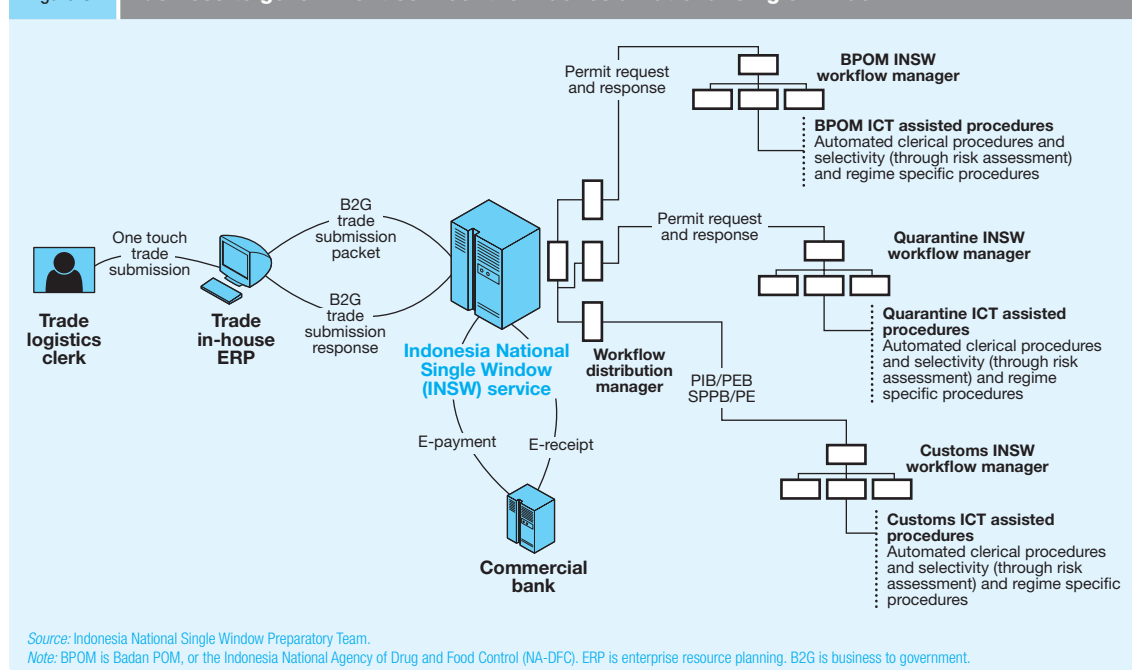 BPOM INSW
workflow manager
Permit request
and response
BPOM ICT assisted procedures
Automated clerical procedures and
selectivity (through risk assessment)
and regime specific procedures
B2G
trade
submission
packet
One touch
trade
submission
Permit request
and response
Quarantine INSW
workflow manager
B2G
trade
submission
response
Trade
logistics
clerk
Trade
in-house
ERP
Quarantine ICT assisted
procedures
Automated clerical procedures
and selectivity (through risk
assessment) and regime
specific procedures
Indonesia National
Single Window
(INSW) service
Workflow
distribution
manager
PIB/PEB
SPPB/PE
E-payment
E-receipt
Customs INSW
workflow manager
Commercial
bank
Customs ICT assisted
procedures
Automated clerical procedures
and selectivity (through risk
assessment) and regime specific
procedures
Source: Indonesia National Single Window Preparatory Team.
Note: BPOM is Badan POM, or the Indonesia National Agency of Drug and Food Control (NA-DFC). ERP is enterprise resource planning. B2G is business to government.